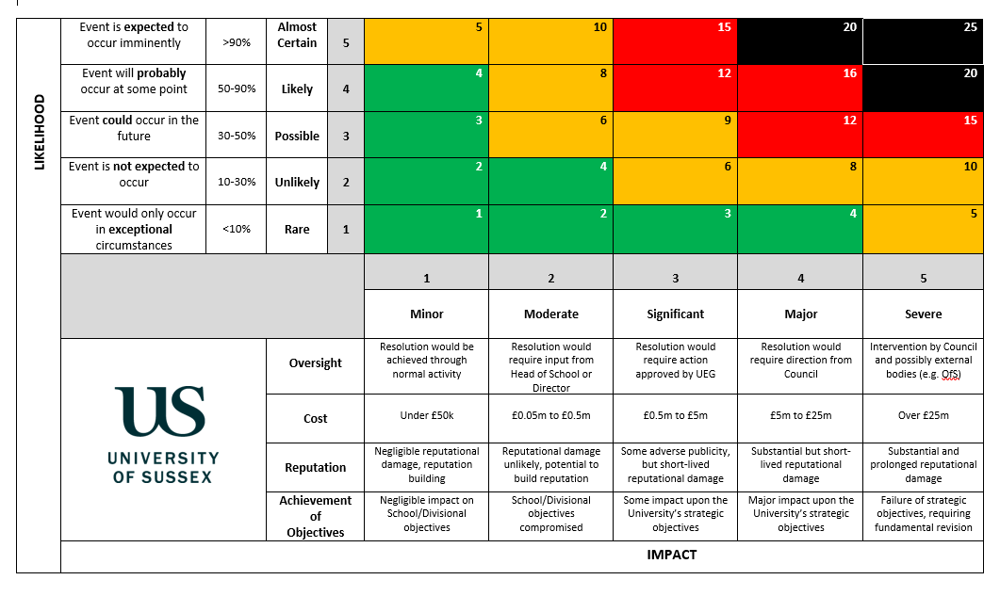 LIKELIHOOD
Event is expected to
occur imminently
>90%
Almost
Certain
5
5
10
15
20
25
Event will probably
occur at some point
50-90%
Likely
4
4
8
12
16
20
Event could occur in the
future
30-50%
Possible
3
3
6
9
12
15
Event is not expected to
occur
10-30%
Unlikely
2
2
4
6
8
10
Event would only occur
in exceptional
circumstances
<10%
Rare
1
1
2
3
4
5
1
2
3
4
5
Minor
Moderate
Significant
Major
Severe
US
UNIVERSITY
OF SUSSEX
Oversight
Resolution would be
achieved through
normal activity
Resolution would
require input from
Head of School or
Director
Resolution would
require action
approved by UEG
Resolution would
require direction from
Council
Intervention by Council
and possibly external
bodies (e.g. OfS)
Cost
Under £50k
£0.05m to £0.5m
£0.5m to £5m
£5m to £25m
Over £25m
Reputation
Negligible reputational
damage, reputation
building
Reputational damage
unlikely, potential to
build reputation
Some adverse publicity,
but short-lived
reputational damage
Substantial but short-
lived reputational
damage
Substantial and
prolonged reputational
damage
Achievement
of
Objectives
Negligible impact on
School/Divisional
objectives
School/Divisional
objectives
compromised
Some impact upon the
University's strategic
objectives
Major impact upon the
University's strategic
objectives
Failure of strategic
objectives, requiring
fundamental revision
IMPACT